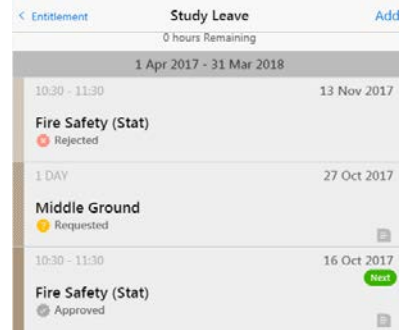 < Entitlement Study Leave Add
0 hours Remaining
1 Apr 2017 - 31 Mar 2018
10:30 - 11:30 13 Nov 2017
Fire Safety (Stat)
Rejected
1 DAY 27 Oct 2017
Middle Ground
Requested
10:30 - 11:30 16 Oct 2017
Next
Fire Safety (Stat)
Approved